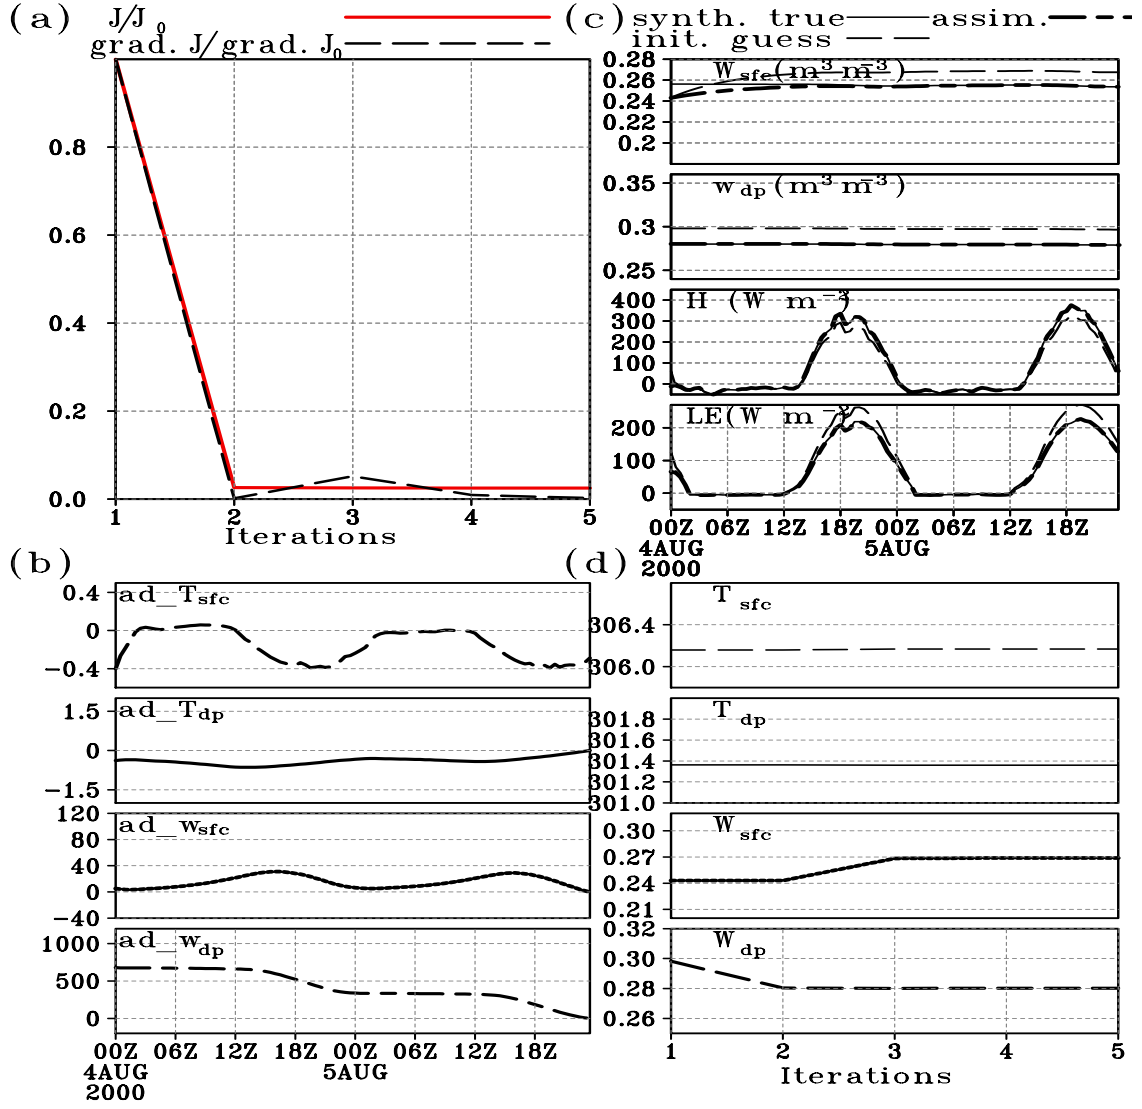 (a) J/J0
grad. J/grad. J0
0.8
0.6
0.4
0.2
0.0
1 2 3 4 5
Iterations
(c) synth. true assim.
init. guess
Wsfc(m3 m-3)
0.28
0.26
0.24
0.22
0.2
wdp(m3 m-3)
0.35
0.3
0.25
H (W m-3)
400
300
200
100
0
LE(W m-3)
200
100
0
00Z 06Z 12Z 18Z 00Z 06Z 12Z 18Z
4AUG 5AUG
2000
(b)
ad_Tsfc
0.4
0
-0.4
ad_Tdp
1.5
0
-1.5
ad_wsfc
120
80
40
0
-40
ad_wdp
1000
500
0
00Z 06Z 12Z 18Z 00Z 06Z 12Z 18Z
4AUG 5AUG
2000
(d)
Tsfc
306.4
306.0
Tdp
301.8
301.6
301.4
301.2
301.0
Wsfc
0.30
0.27
0.24
0.21
Wdp
0.32
0.30
0.28
0.26
1 2 3 4 5
Iterations